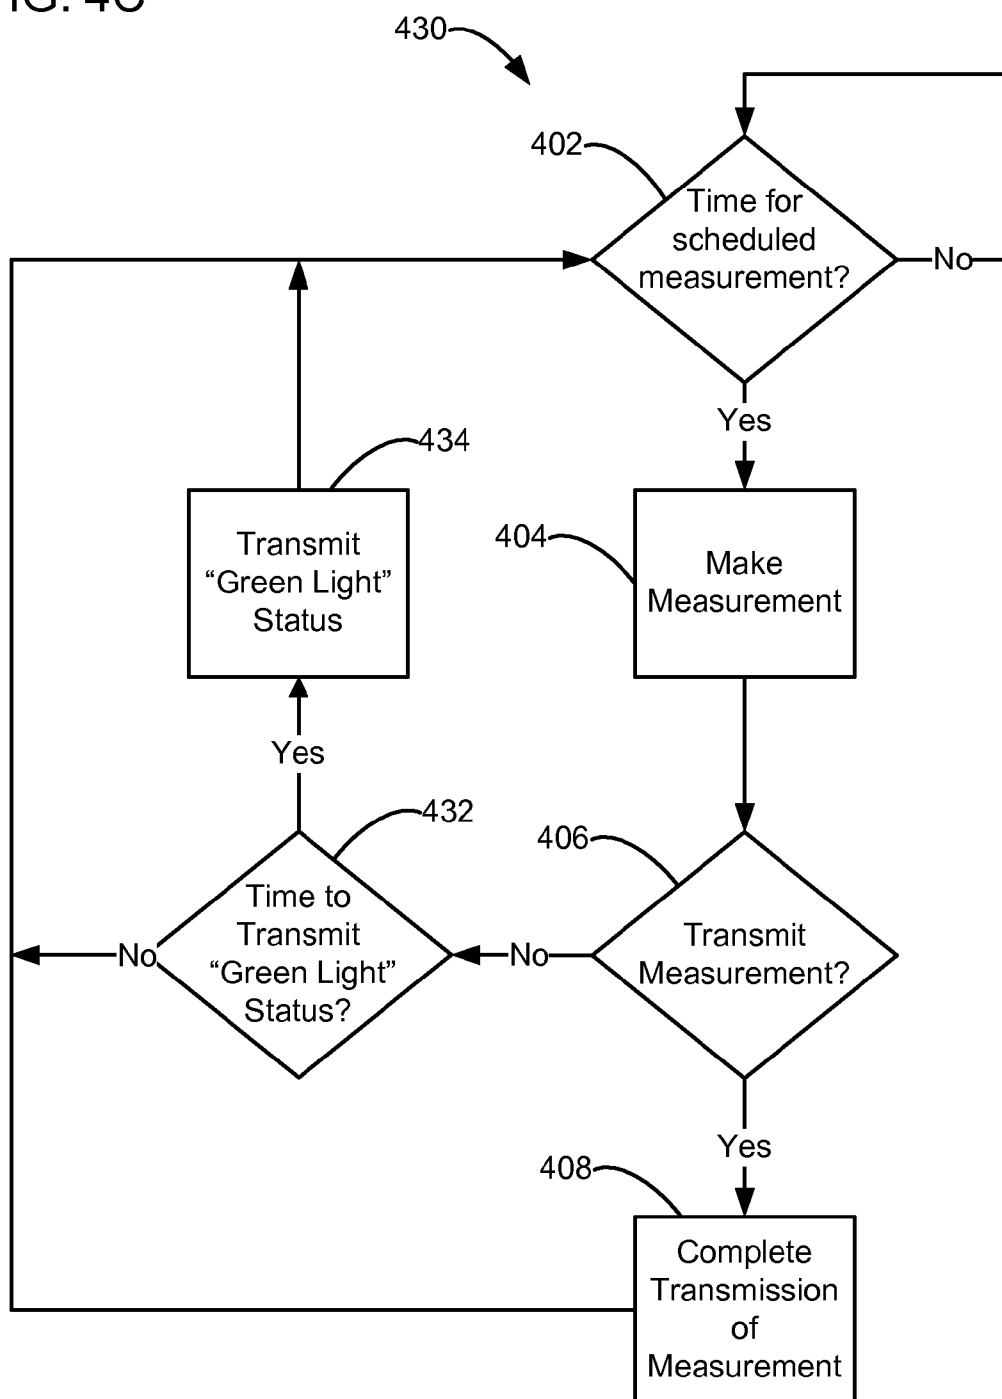 IG. 4C
430
402
Time for
scheduled
measurement?
No
Yes
434
Transmit
“Green Light”
Status
404
Make
Measurement
Yes
432
406
Time to
Transmit
“Green Light”
Status?
No
No
Transmit
Measurement?
Yes
408
Complete
Transmission
of
Measurement